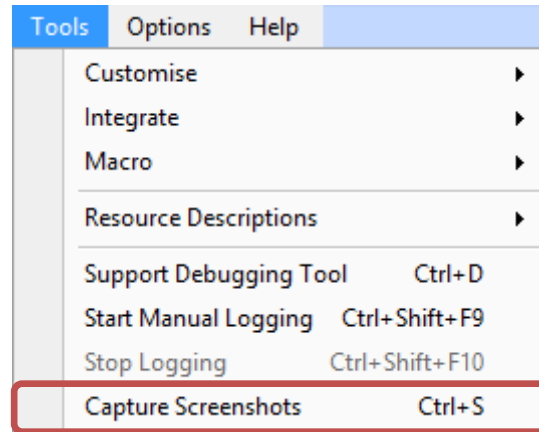 Tools Options Help
Customise
Integrate
Macro
Resource Descriptions
Support Debugging Tool Ctrl+D
Start Manual Logging Ctrl+Shift+F9
Stop Logging Ctrl+Shift+F10
Capture Screenshots Ctrl+S